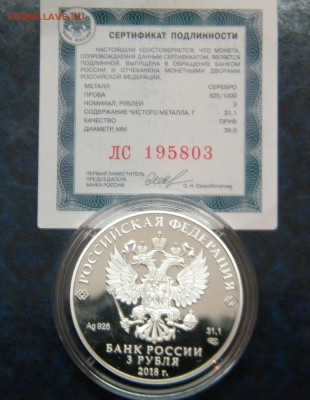 СЕРТИФИКАТ ПОДЛИННОСТИ
НАСТОЯЩИМ УДОСТОВЕРЯЕТСЯ, ЧТО МОНЕТА,
СОПРОВОЖДАЕМАЯ ДАННЫМ СЕРТИФИКАТОМ, ЯВЛЯЕТСЯ
ПОДЛИННОЙ, ВЫПУЩЕНА В ОБРАЩЕНИЕ БАНКОМ
РОССИИ И ОТЧЕКАНЕНА МОНЕТНЫМ ДВОРОМ
РОССИЙСКОЙ ФЕДЕРАЦИИ.
МЕТАЛЛ СЕРЕБРО
ПРОБА 925/1000
НОМИНАЛ, РУБЛЕЙ 3
СОДЕРЖАНИЕ ЧИСТОГО МЕТАЛЛА, Г 31,1
КАЧЕСТВО ПРУФ
ДИАМЕТР, ММ 39,0
ЛС 195803
ПЕРВЫЙ ЗАМЕСТИТЕЛЬ
ПРЕДСЕДАТЕЛЯ
БАНКА РОССИИ
О. Н. Скоробогатова
РОССИЙСКАЯ ФЕДЕРАЦИЯ
Ag 925 31,1
БАНК РОССИИ
3 РУБЛЯ
2018 г.